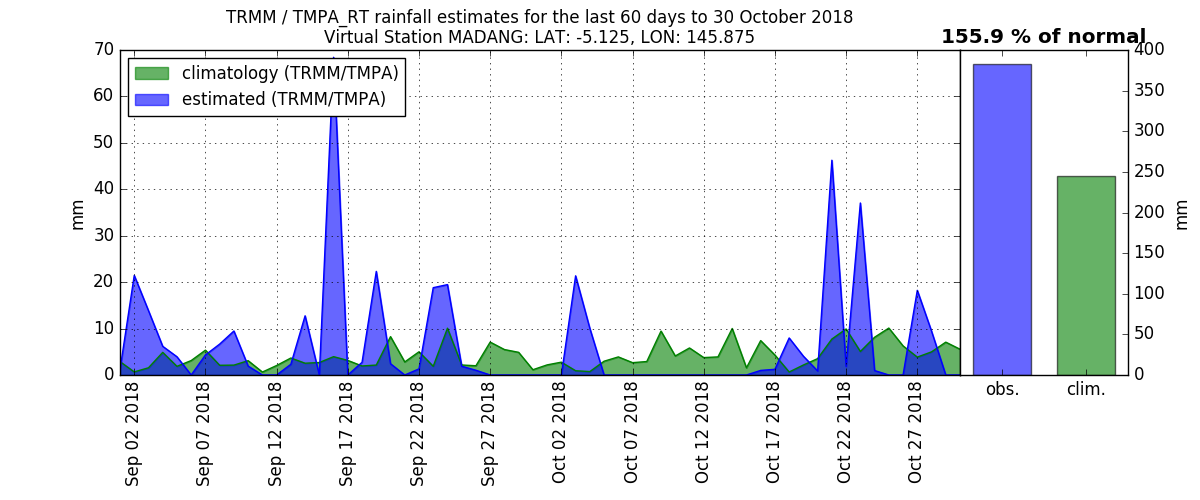 TRMM / TMPA_RT rainfall estimates for the last 60 days to 30 October 2018
Virtual Station MADANG: LAT: -5.125, LON: 145.875
155.9 % of normal
climatology (TRMM/TMPA)
estimated (TRMM/TMPA)
70
60
50
40
30
20
10
0
mm
Sep 02 2018
Sep 07 2018
Sep 12 2018
Sep 17 2018
Sep 22 2018
Sep 27 2018
Oct 02 2018
Oct 07 2018
Oct 12 2018
Oct 17 2018
Oct 22 2018
Oct 27 2018
400
350
300
250
200
150
100
50
0
mm
obs.
clim.